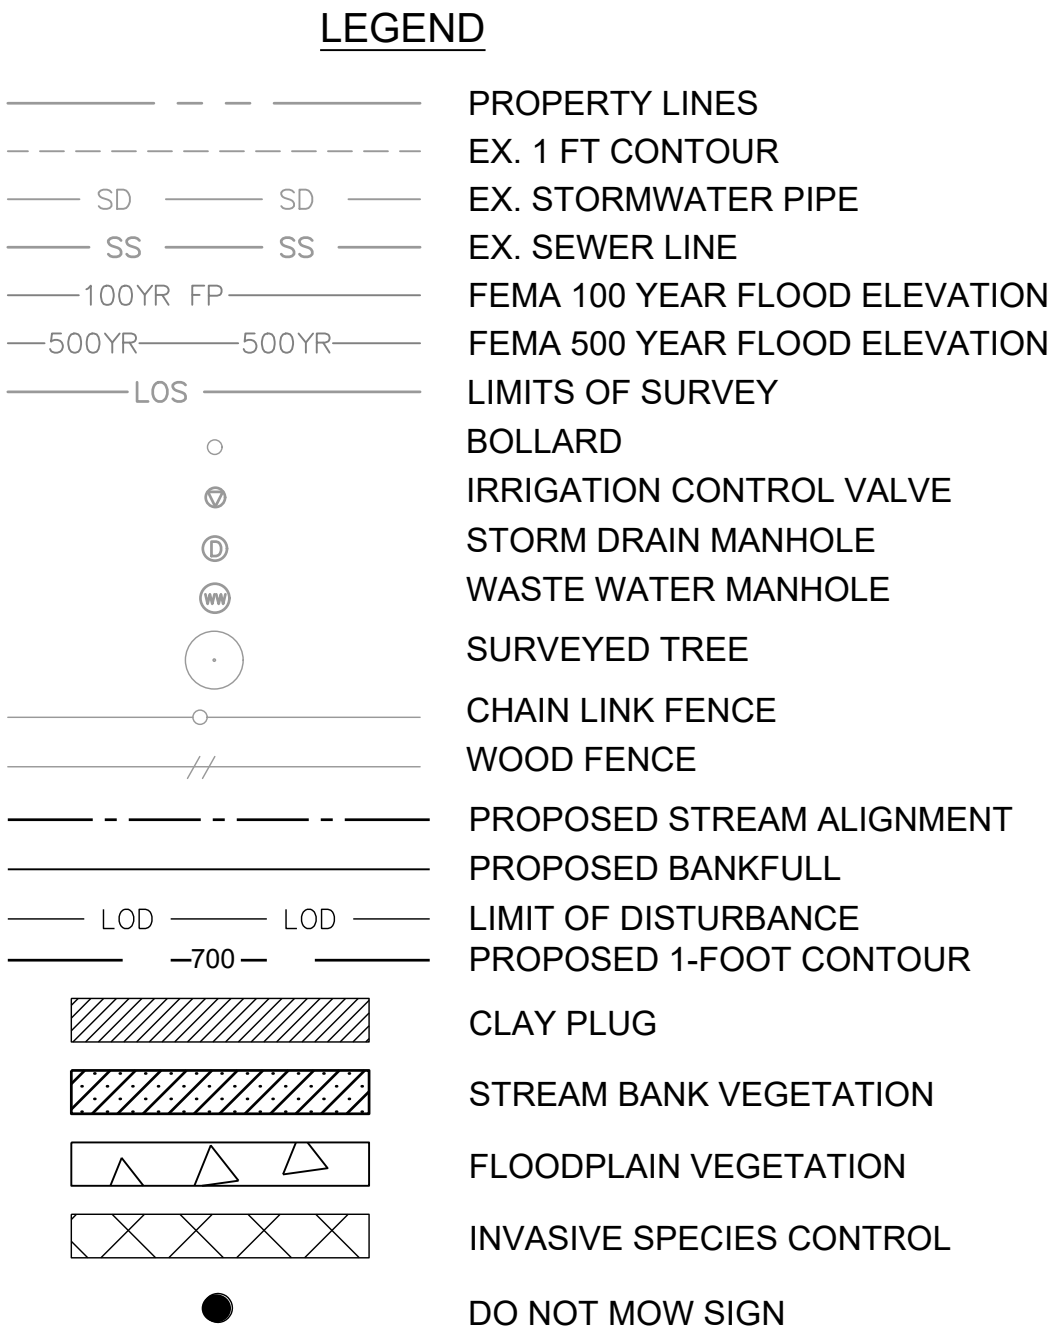 LEGEND
PROPERTY LINES
EX. 1 FT CONTOUR
SD SD EX. STORMWATER PIPE
SS SS EX. SEWER LINE
100YR FP FEMA 100 YEAR FLOOD ELEVATION
500YR 500YR FEMA 500 YEAR FLOOD ELEVATION
LOS LIMITS OF SURVEY
BOLLARD
IRRIGATION CONTROL VALVE
D STORM DRAIN MANHOLE
WW WASTE WATER MANHOLE
SURVEYED TREE
CHAIN LINK FENCE
WOOD FENCE
PROPOSED STREAM ALIGNMENT
PROPOSED BANKFULL
LOD LOD LIMIT OF DISTURBANCE
700 PROPOSED 1-FOOT CONTOUR
CLAY PLUG
STREAM BANK VEGETATION
FLOODPLAIN VEGETATION
INVASIVE SPECIES CONTROL
DO NOT MOW SIGN